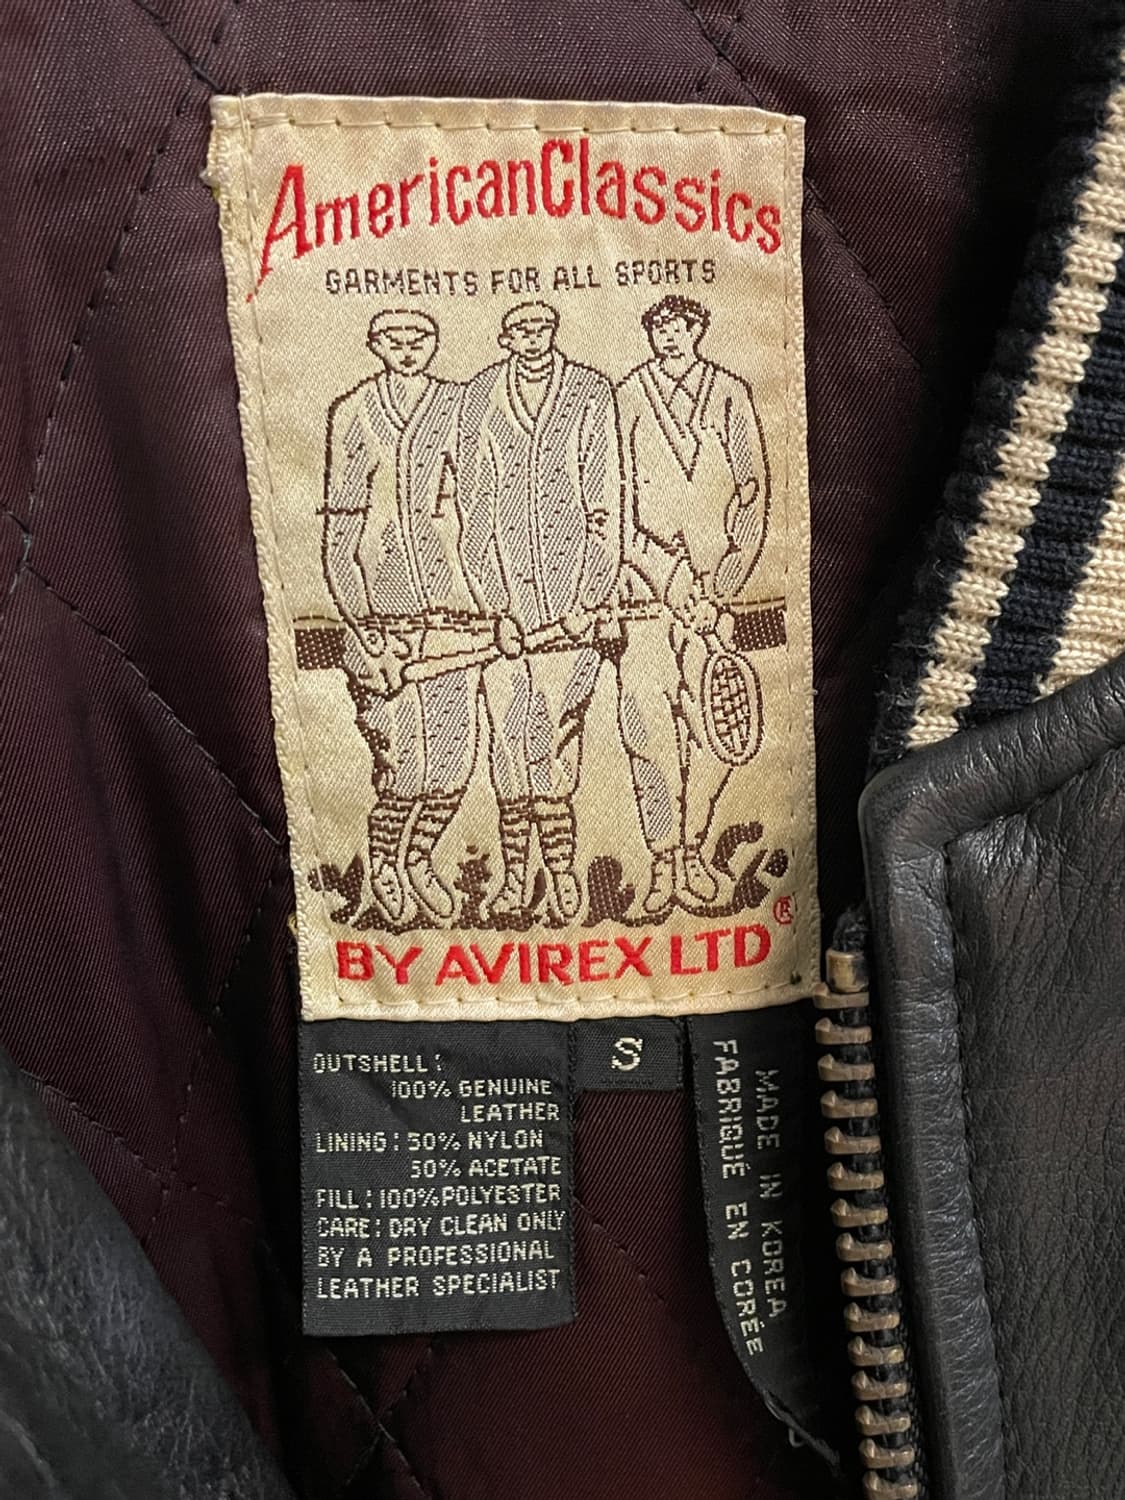 AmericanClassics
GARMENTS FOR ALL SPORTS
A
BY AVIREX LTD®
OUTSHELL:
100% GENUINE
LEATHER
LINING: 50% NYLON
50% ACETATE
FILL: 100% POLYESTER
CARE: DRY CLEAN ONLY
BY A PROFESSIONAL
LEATHER SPECIALIST
S
MADE IN KOREA
FABRIQUÉ EN CORÉE